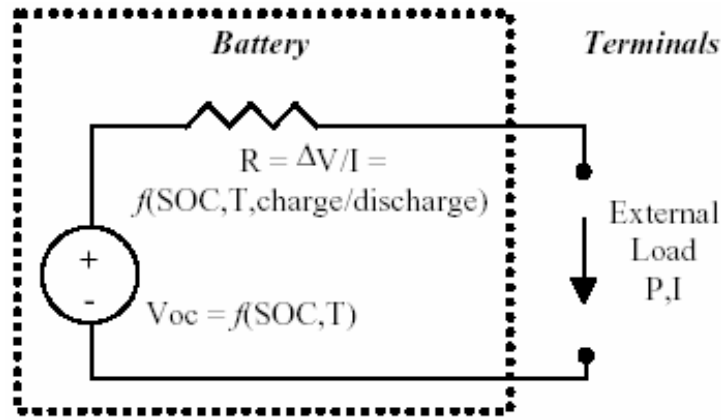 Battery
Terminals
R = ΔV/I =
f(SOC,T,charge/discharge)
External
Load
P,I
+
-
Voc = f(SOC,T)